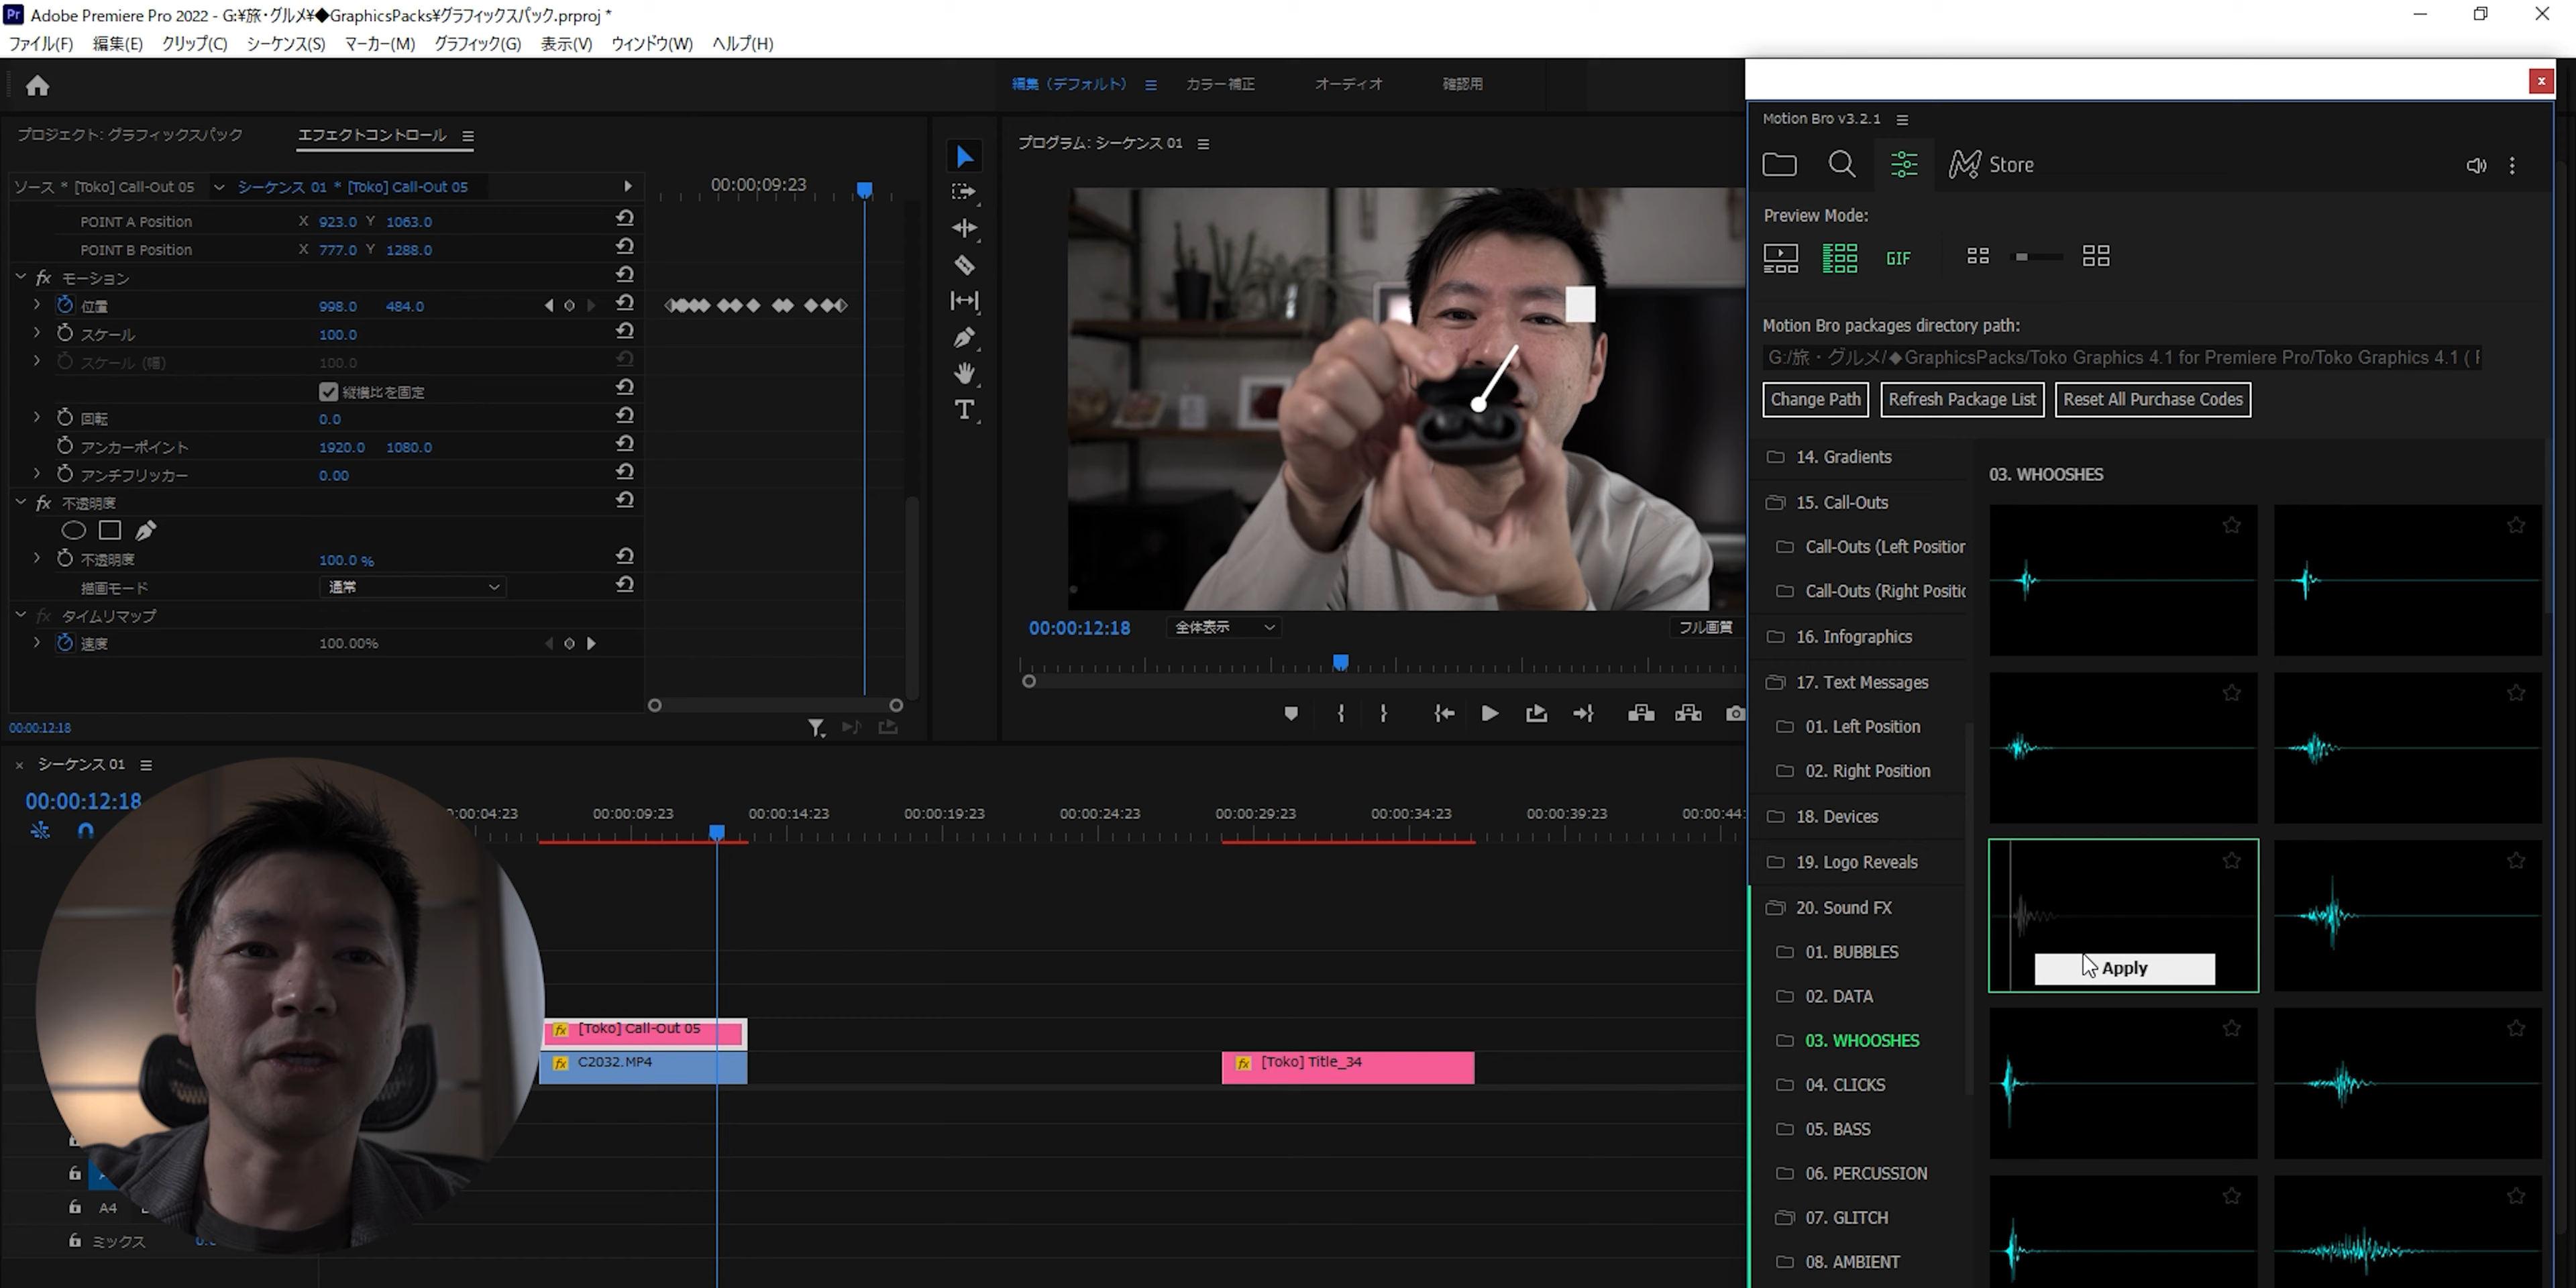 Pr Adobe Premiere Pro 2022 - G:¥旅・グルメ¥◆GraphicsPacks¥グラフィックスパック.prproj *
ファイル(F) 編集(E) クリップ(C) シーケンス(S) マーカー(M) グラフィック(G) 表示(V) ウィンドウ(W) ヘルプ(H)
編集（デフォルト） カラー補正 オーディオ 確認用
プロジェクト: グラフィックスパック エフェクトコントロール
ソース * [Toko] Call-Out 05 シーケンス 01 * [Toko] Call-Out 05 00:00:09:23
POINT A Position X 923.0 Y 1063.0
POINT B Position X 777.0 Y 1288.0
fx モーション
位置 998.0 484.0
スケール 100.0
スケール (幅) 100.0
縦横比を固定
回転 0.0
アンカーポイント 1920.0 1080.0
アンチフリッカー 0.00
fx 不透明度
不透明度 100.0 %
描画モード 通常
fx タイムリマップ
速度 100.00%
00:00:12:18
T
プログラム: シーケンス 01
00:00:12:18 全体表示 フル画質
Motion Bro v3.2.1
Store
Preview Mode:
GIF
Motion Bro packages directory path:
G:/旅・グルメ/◆GraphicsPacks/Toko Graphics 4.1 for Premiere Pro/Toko Graphics 4.1 ( F
Change Path Refresh Package List Reset All Purchase Codes
14. Gradients
15. Call-Outs
Call-Outs (Left Position
Call-Outs (Right Positic
16. Infographics
17. Text Messages
01. Left Position
02. Right Position
18. Devices
19. Logo Reveals
20. Sound FX
01. BUBBLES
02. DATA
03. WHOOSHES
04. CLICKS
05. BASS
06. PERCUSSION
07. GLITCH
08. AMBIENT
03. WHOOSHES
Apply
シーケンス 01
00:00:12:18
00:04:23 00:00:09:23 00:00:14:23 00:00:19:23 00:00:24:23 00:00:29:23 00:00:34:23 00:00:39:23 00:00:44:
fx [Toko] Call-Out 05
fx C2032.MP4
fx [Toko] Title_34
A4
ミックス 0.